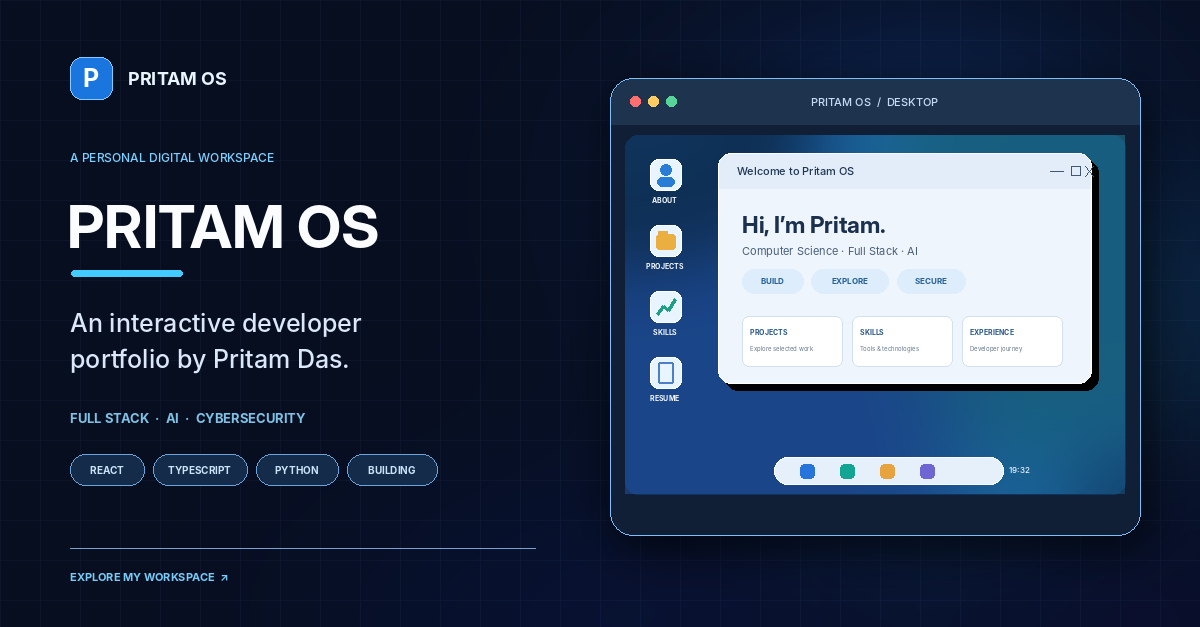 P
PRITAM OS
A PERSONAL DIGITAL WORKSPACE
PRITAM OS
An interactive developer
portfolio by Pritam Das.
FULL STACK · AI · CYBERSECURITY
REACT
TYPESCRIPT
PYTHON
BUILDING
EXPLORE MY WORKSPACE ↗
PRITAM OS / DESKTOP
ABOUT
PROJECTS
SKILLS
RESUME
Welcome to Pritam OS
Hi, I’m Pritam.
Computer Science · Full Stack · AI
BUILD
EXPLORE
SECURE
PROJECTS
Explore selected work
SKILLS
Tools & technologies
EXPERIENCE
Developer journey
19:32